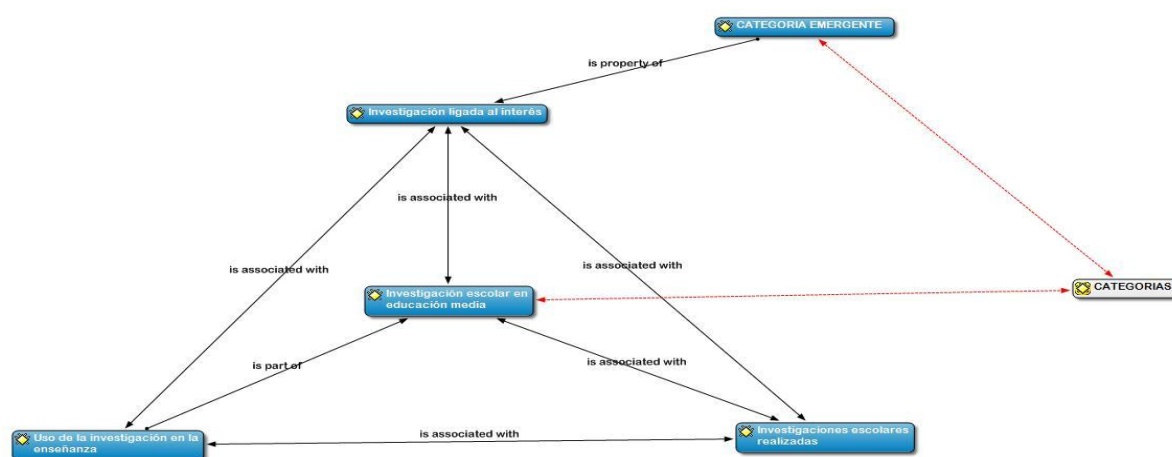 CATEGORIA EMERGENTE
is property of
Investigación ligada al interés
is associated with
is associated with
is associated with
Investigación escolar en
educación media
CATEGORIAS
is part of
is associated with
Uso de la investigación en la
enseñanza
is associated with
Investigaciones escolares
realizadas